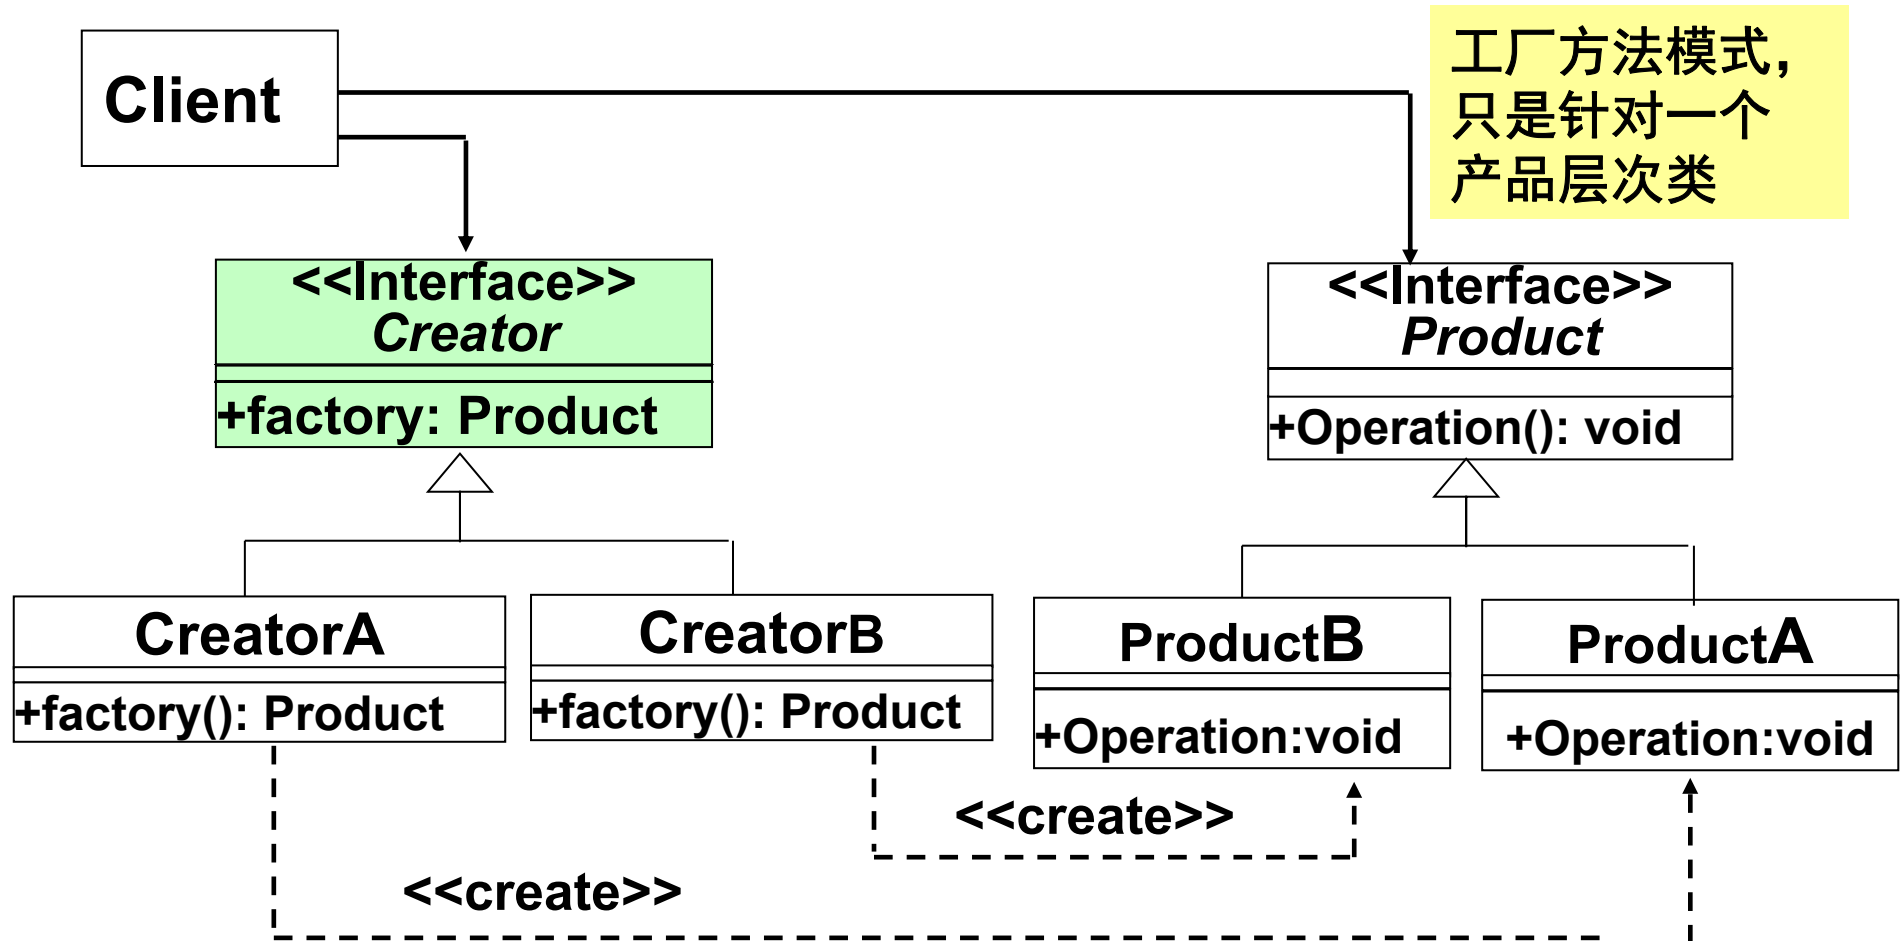 工厂方法模式,
只是针对一个
产品层次类
Client
<<Interface>>
Creator
+factory: Product
<<Interface>>
Product
+Operation(): void
CreatorA
+factory(): Product
CreatorB
+factory(): Product
ProductB
+Operation:void
ProductA
+Operation:void
<<create>>
<<create>>